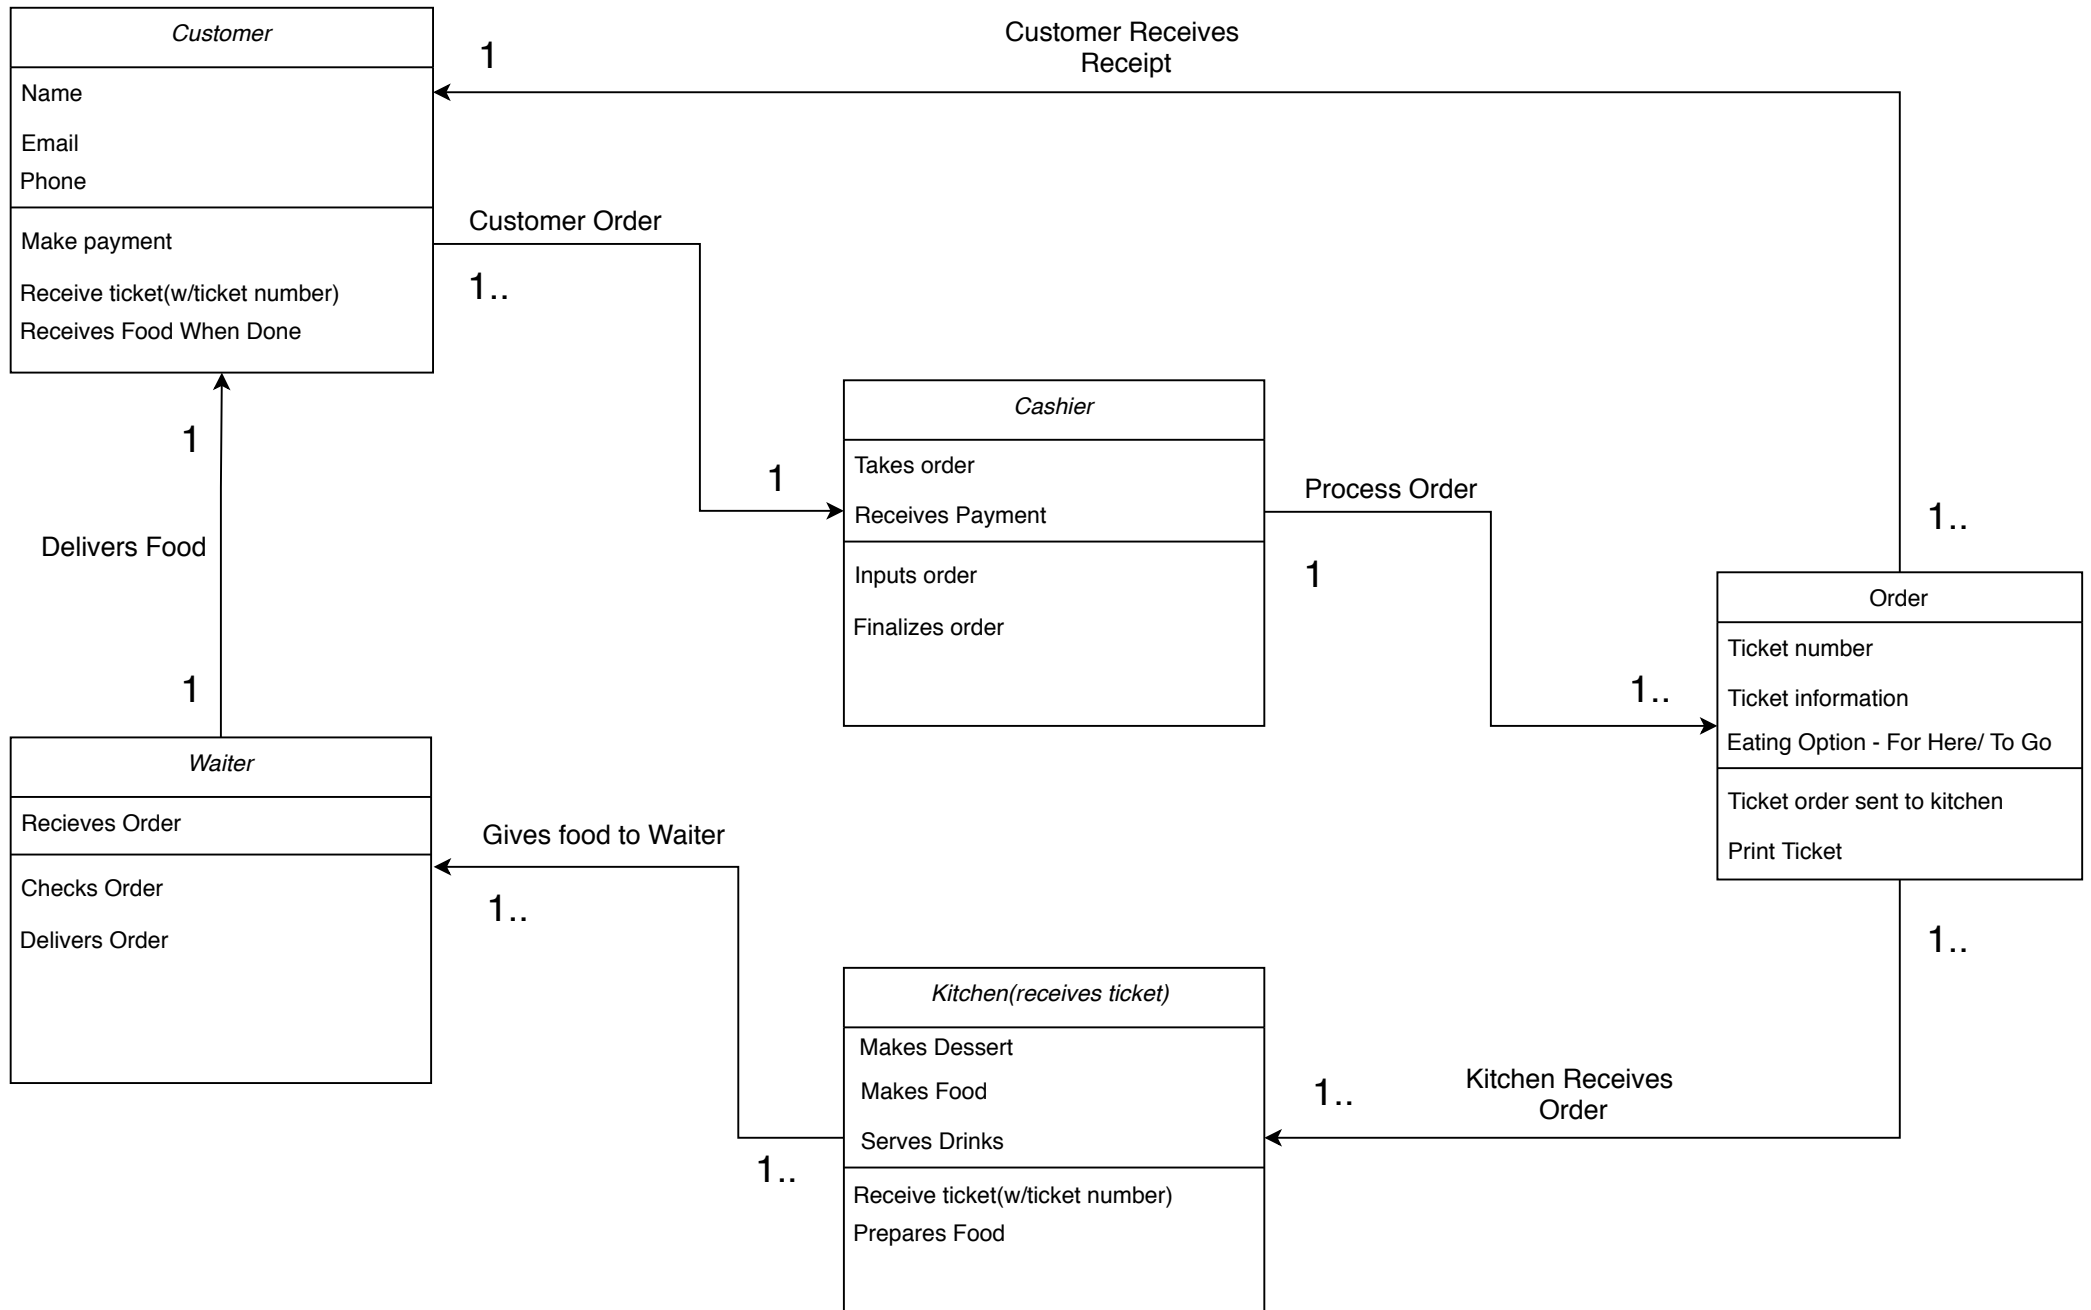 Customer
Name
Email
Phone
Make payment
Receive ticket(w/ticket number)
Receives Food When Done
1
Customer Receives
Receipt
Customer Order
1..
1
Cashier
Takes order
Receives Payment
Inputs order
Finalizes order
Process Order
1
1..
1..
Order
Ticket number
Ticket information
Eating Option - For Here/ To Go
Ticket order sent to kitchen
Print Ticket
1..
1
Delivers Food
1
Waiter
Recieves Order
Checks Order
Delivers Order
Gives food to Waiter
1..
1..
Kitchen(receives ticket)
Makes Dessert
Makes Food
Serves Drinks
Receive ticket(w/ticket number)
Prepares Food
1..
Kitchen Receives
Order